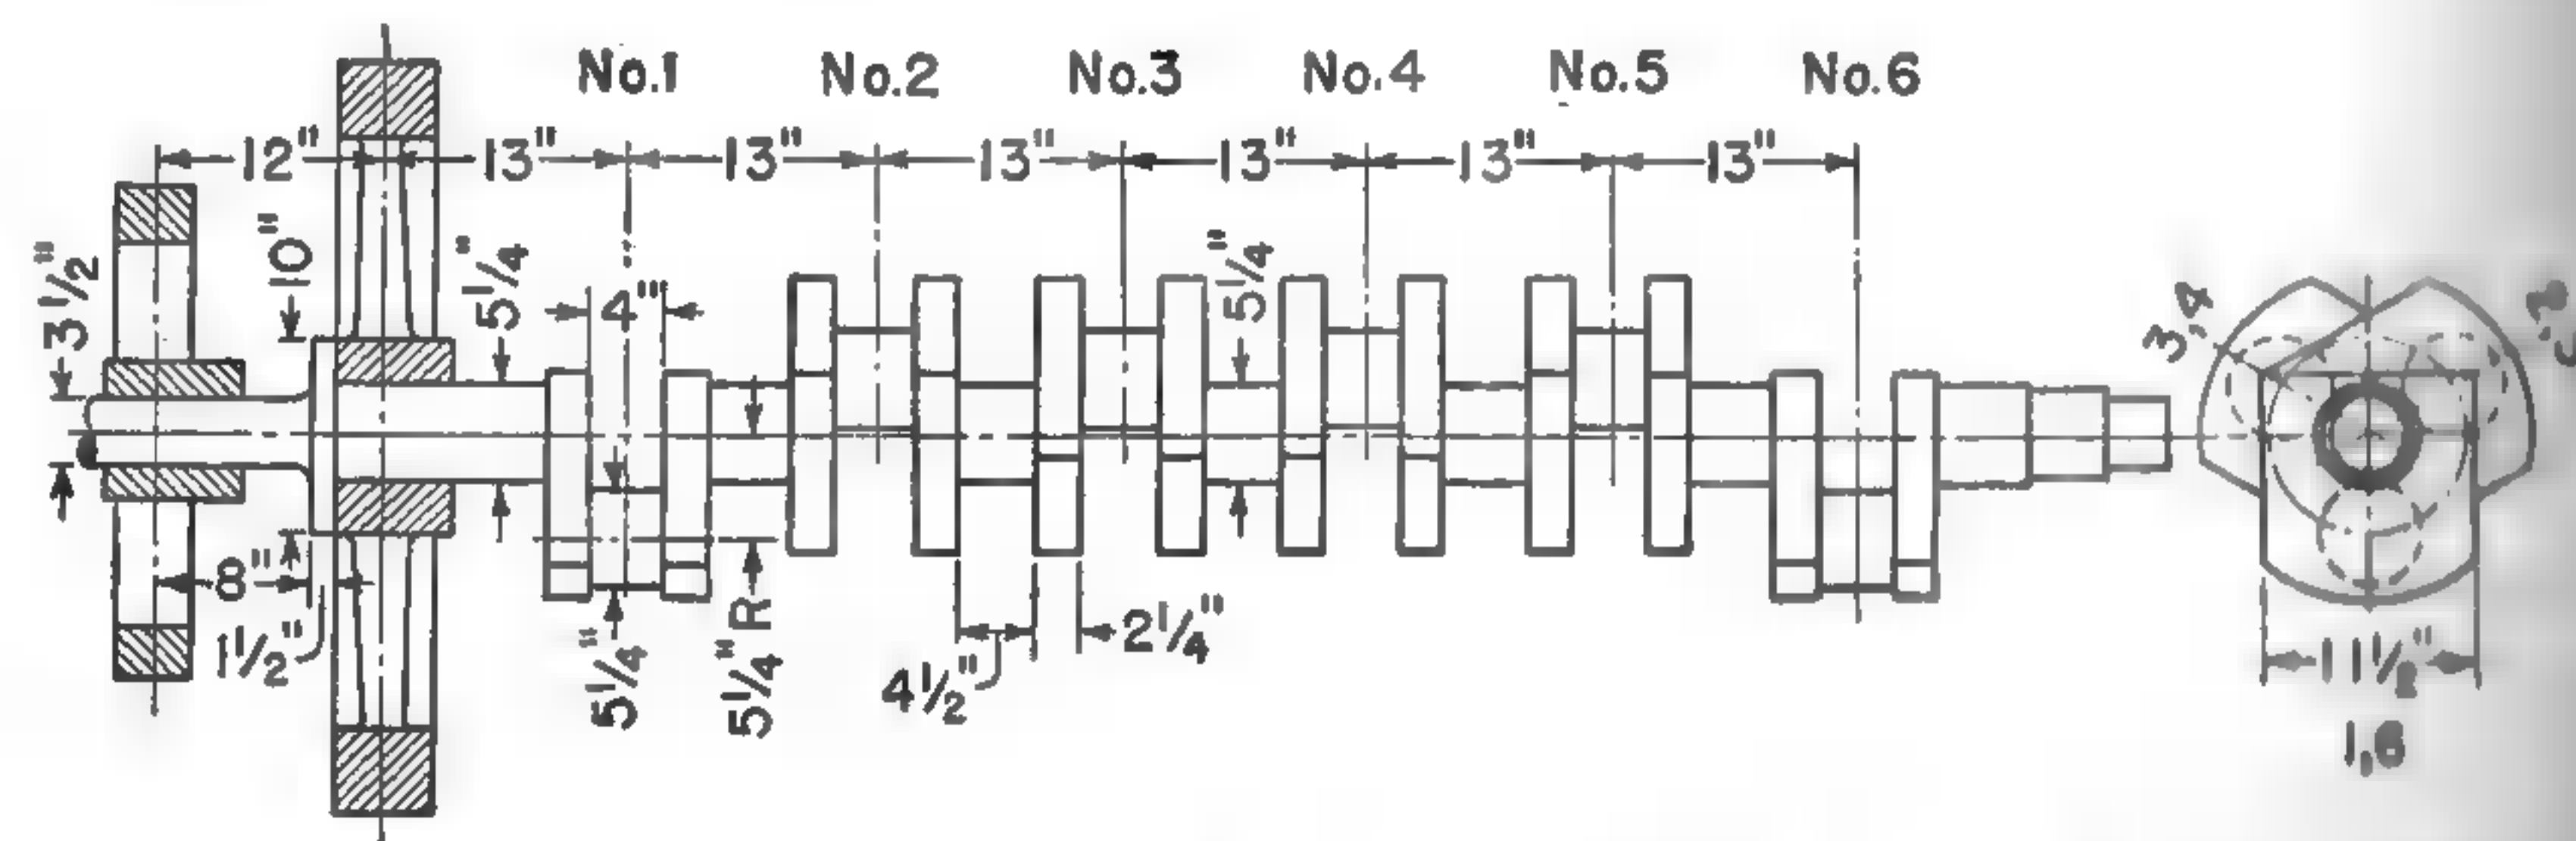 No.1 No.2 No.3 No.4 No.5 No.6
12" 13" 13" 13" 13" 13" 13"
3 1/2" 10" 5 1/4" 4" 5 1/4" 3,4
8" 1 1/2" 5 1/4" 5 1/4" R 4 1/2" 2 1/4"
11 1/2"
1,6